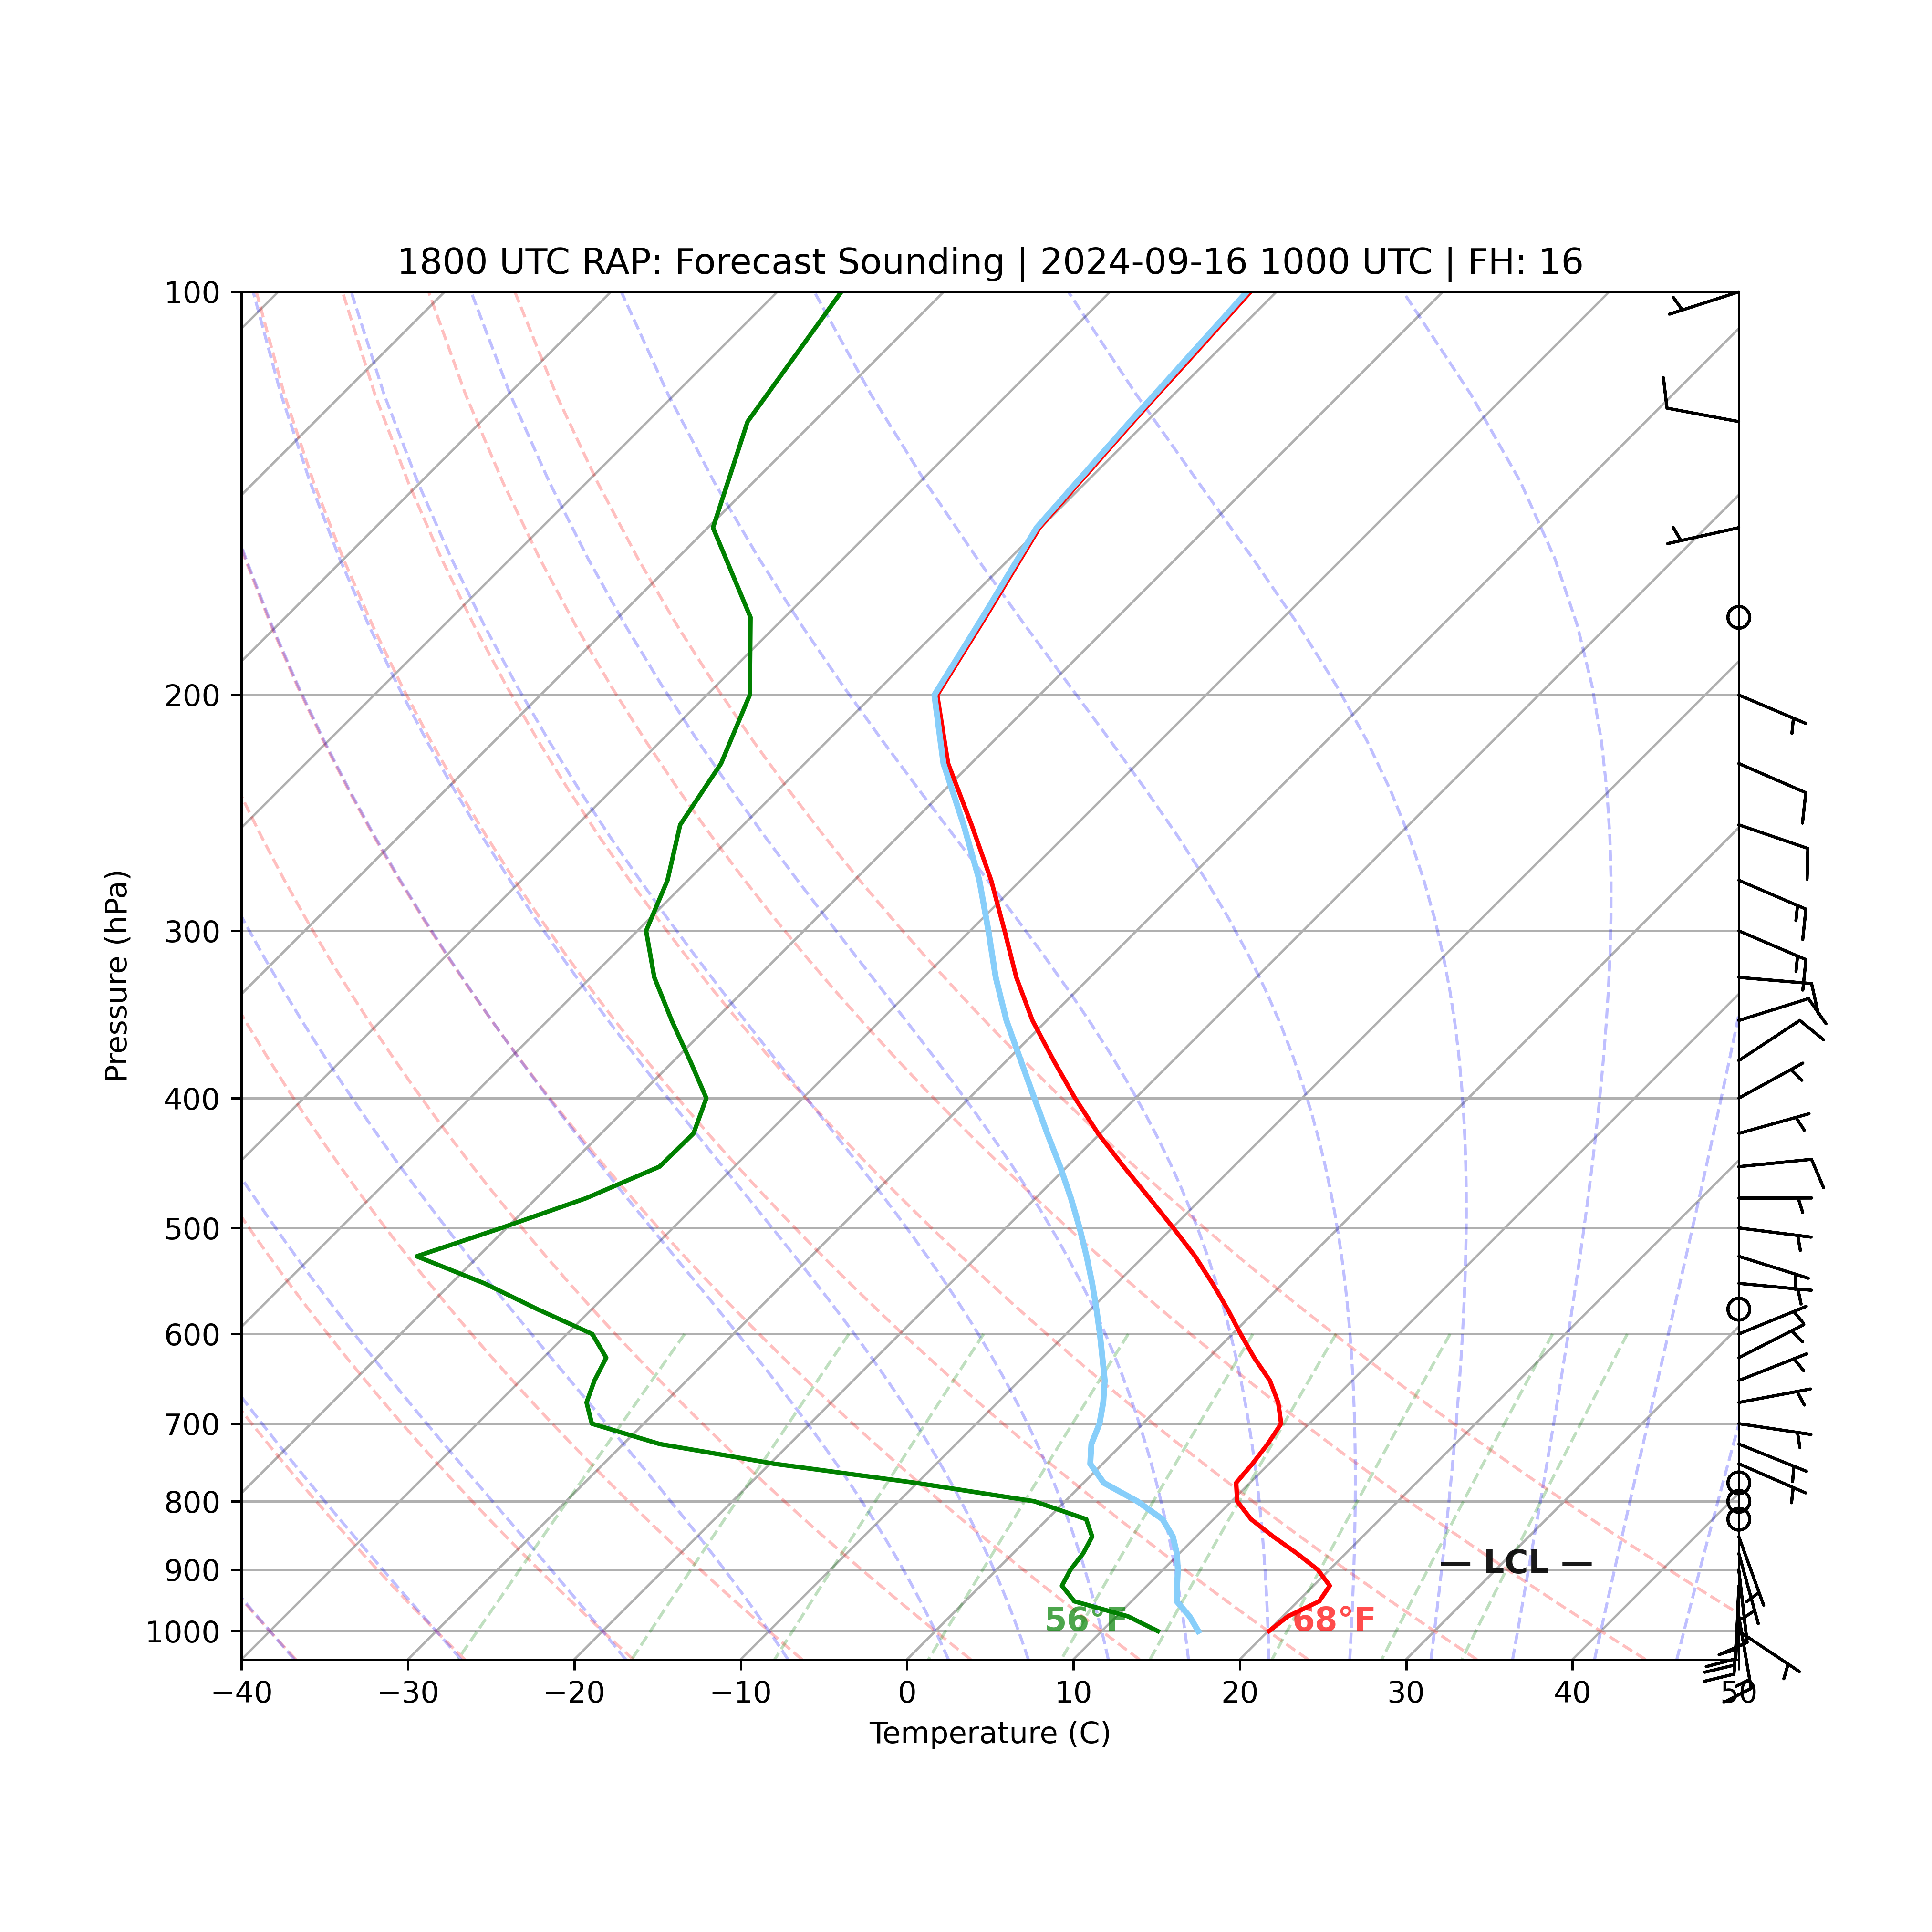 1800 UTC RAP: Forecast Sounding | 2024-09-16 1000 UTC | FH: 16
100
200
300
400
500
600
700
800
900
1000
Pressure (hPa)
— LCL —
56°F 68°F
−40 −30 −20 −10 0 10 20 30 40 50
Temperature (C)